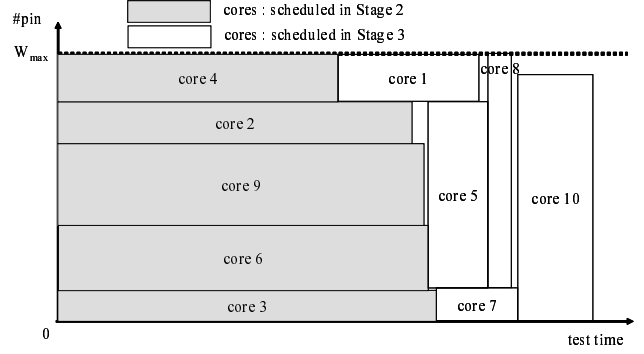 cores : scheduled in Stage 2
#pin
cores : scheduled in Stage 3
Wmax
core 4
core 1
core 8
core 2
core 9
core 5
core 10
core 6
core 3
core 7
0
test time